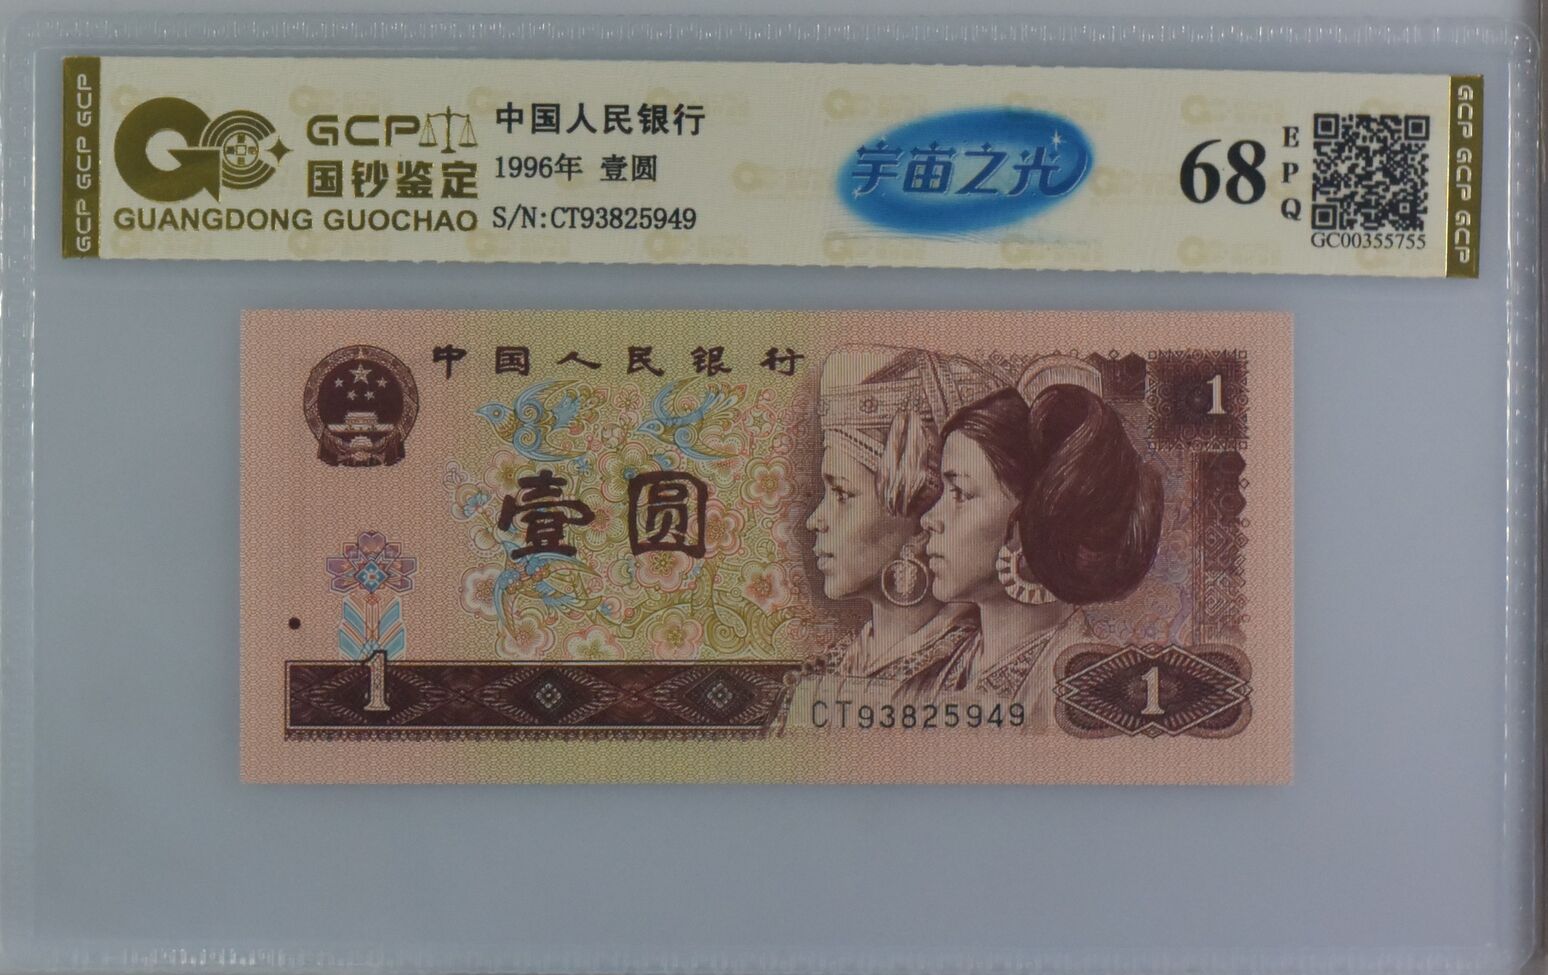 GCP GCP GCP
GCP
国钞鉴定
GUANGDONG GUOCHAO
中国人民银行
1996年 壹圆
S/N:CT93825949
宇宙之光
68
EPQ
GC00355755
GCP GCP GCP
中国人民银行
1
壹圆
1
CT93825949
1